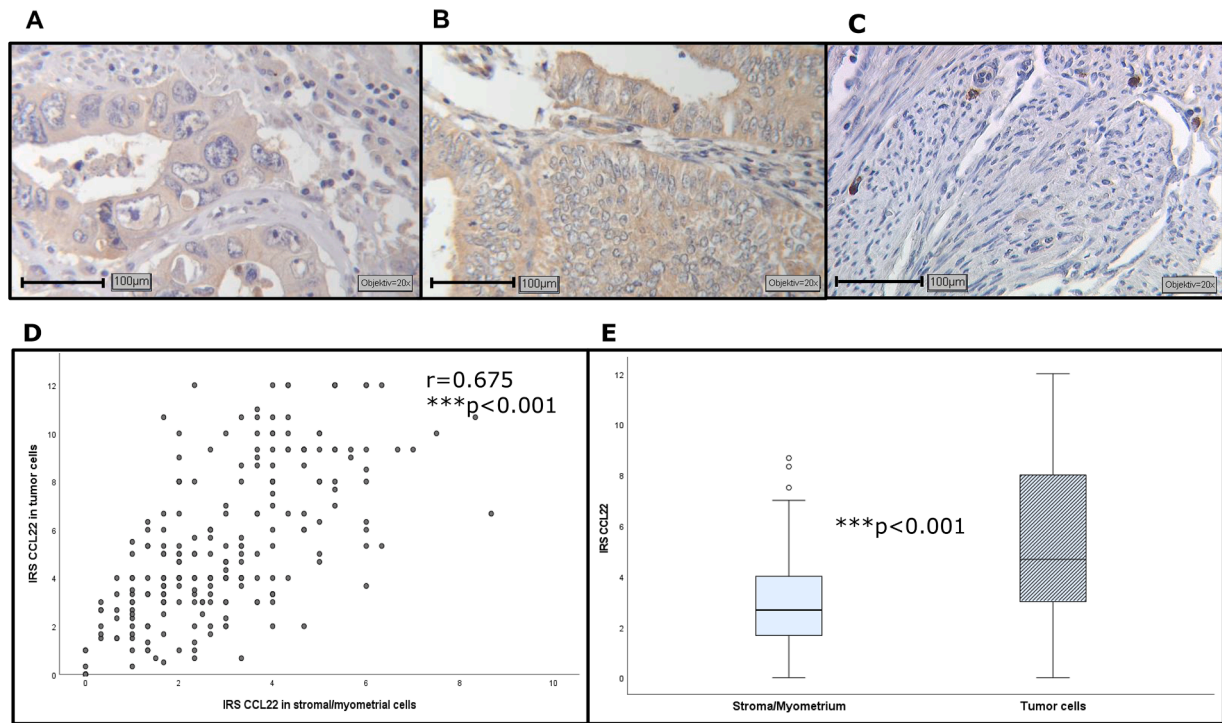 A
B
C
100µm
Objektiv=20x
100µm
Objektiv=20x
100µm
Objektiv=20x
D
r=0.675
***p<0.001
12
10
8
6
4
2
0
IRS CCL22 in tumor cells
0
2
4
6
8
10
IRS CCL22 in stromal/myometrial cells
E
***p<0.001
12
10
8
6
4
2
0
IRS CCL22
Stroma/Myometrium
Tumor cells